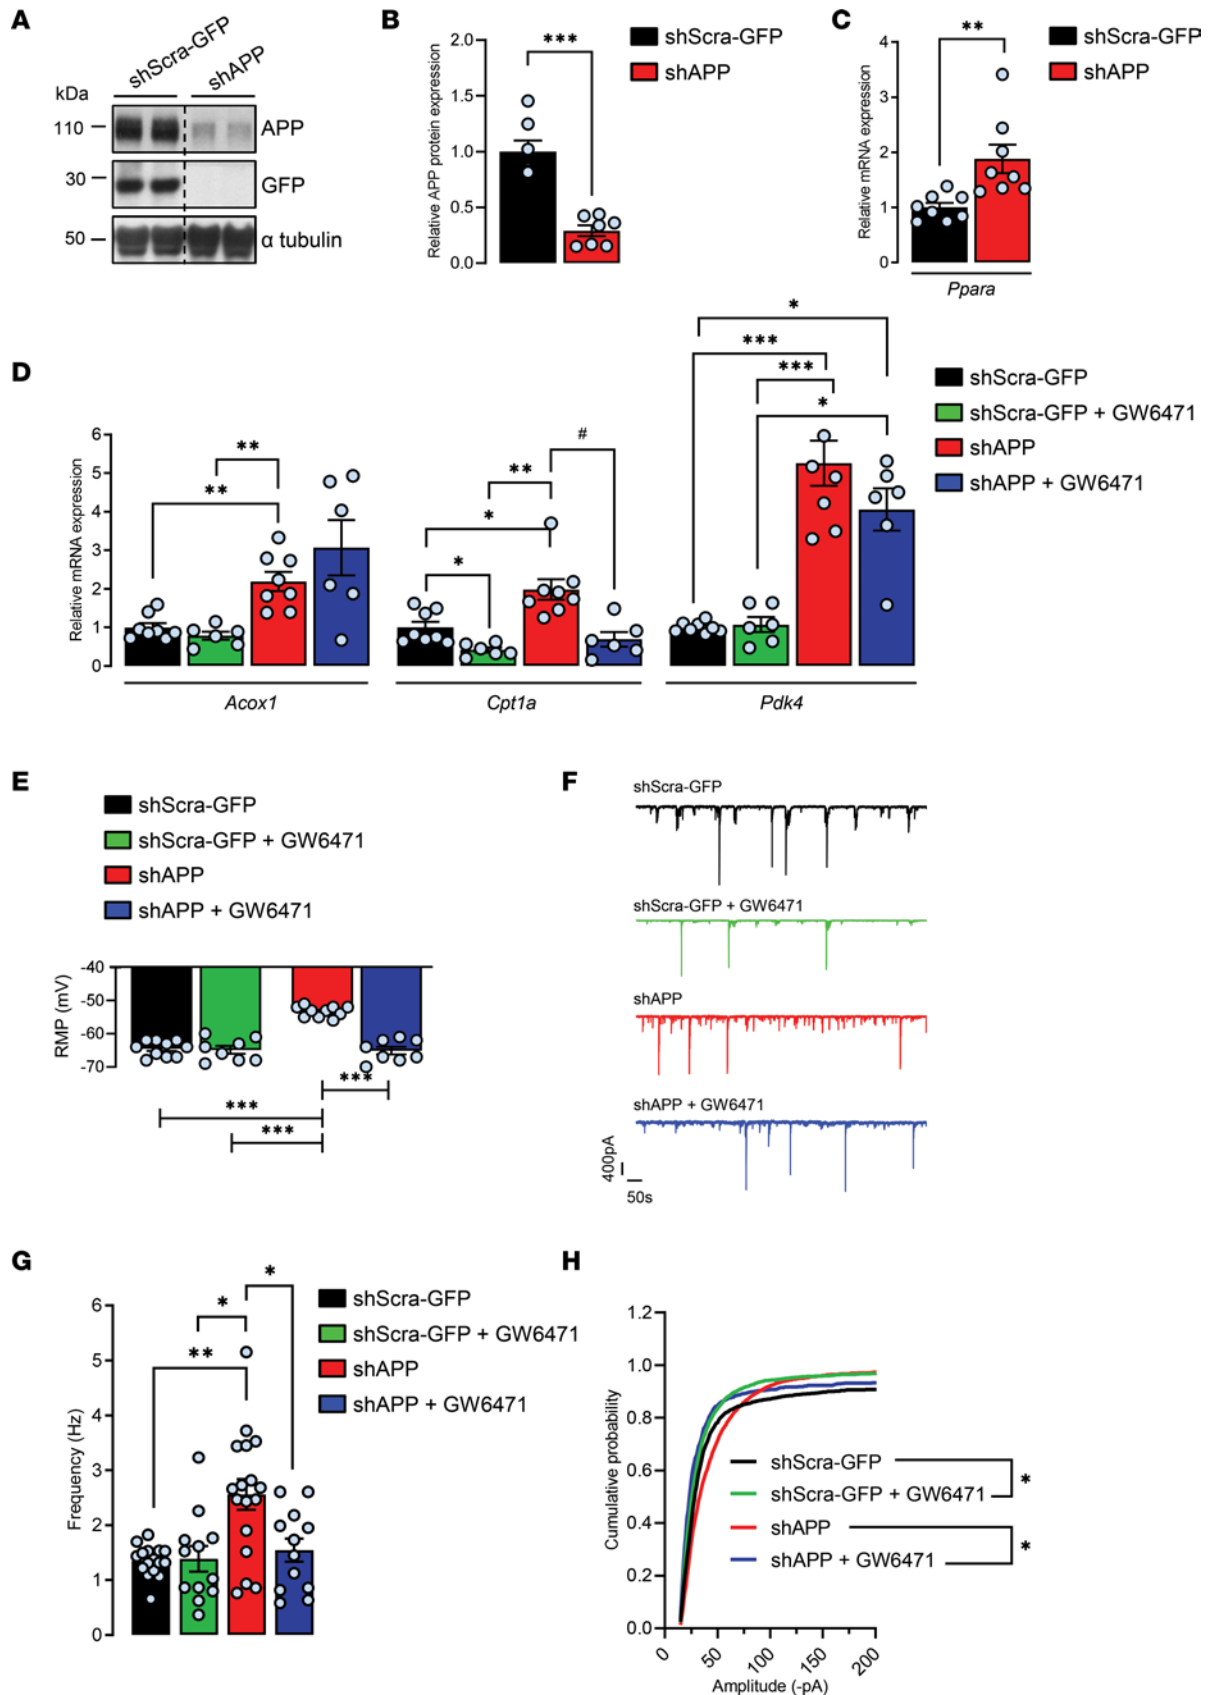 A
shScra-GFP
shAPP
kDa
110
APP
30
GFP
50
α tubulin
B
Relative APP protein expression
2.0
1.5
1.0
0.5
0.0
***
shScra-GFP
shAPP
C
Relative mRNA expression
4
2
0
**
shScra-GFP
shAPP
Ppara
D
Relative mRNA expression
6
5
4
3
2
1
0
**
**
*
*
**
#
*
***
***
*
Acox1
Cpt1a
Pdk4
shScra-GFP
shScra-GFP + GW6471
shAPP
shAPP + GW6471
E
shScra-GFP
shScra-GFP + GW6471
shAPP
shAPP + GW6471
RMP (mV)
-40
-50
-60
-70
***
***
***
F
shScra-GFP
shScra-GFP + GW6471
shAPP
shAPP + GW6471
400pA
50s
G
Frequency (Hz)
6
5
4
3
2
1
0
**
*
*
shScra-GFP
shScra-GFP + GW6471
shAPP
shAPP + GW6471
H
Cumulative probability
1.2
1.0
0.8
0.6
0.4
0.2
0.0
shScra-GFP
shScra-GFP + GW6471
*
shAPP
shAPP + GW6471
*
0
50
100
150
200
Amplitude (-pA)